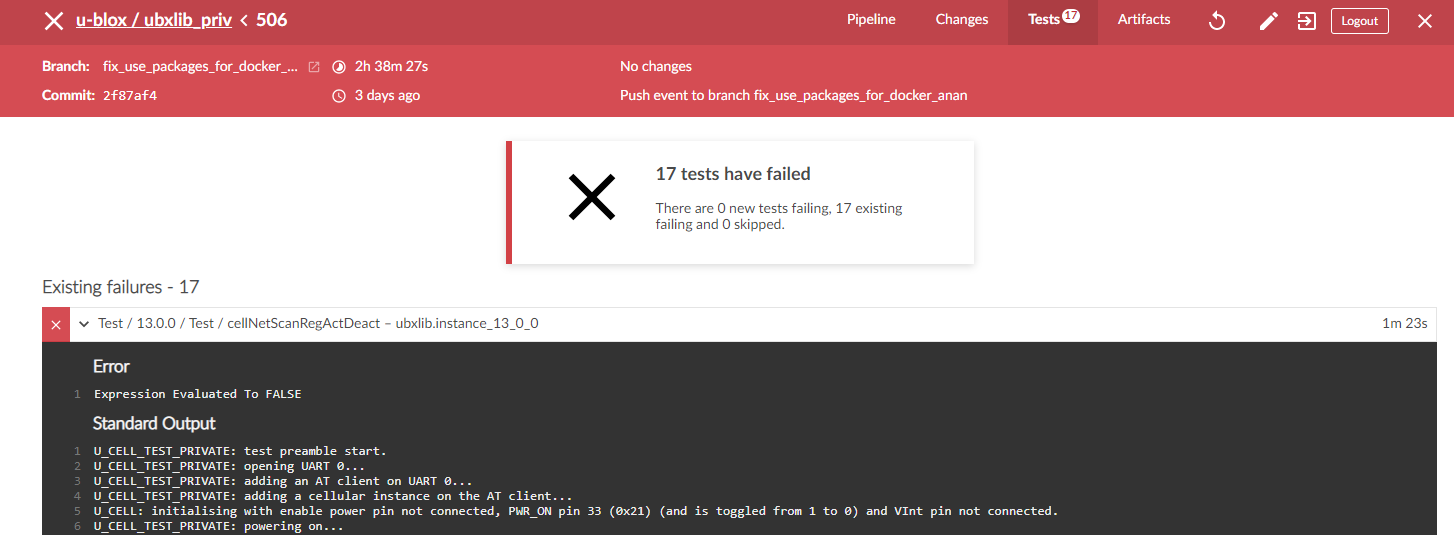 u-blox / ubxlib_priv < 506
Pipeline Changes Tests 17 Artifacts Logout
Branch: fix_use_packages_for_docker_... 2h 38m 27s No changes
Commit: 2f87af4 3 days ago Push event to branch fix_use_packages_for_docker_anan
17 tests have failed
There are 0 new tests failing, 17 existing
failing and 0 skipped.
Existing failures - 17
Test / 13.0.0 / Test / cellNetScanRegActDeact – ubxlib.instance_13_0_0 1m 23s
Error
1 Expression Evaluated To FALSE
Standard Output
1 U_CELL_TEST_PRIVATE: test preamble start.
2 U_CELL_TEST_PRIVATE: opening UART 0...
3 U_CELL_TEST_PRIVATE: adding an AT client on UART 0...
4 U_CELL_TEST_PRIVATE: adding a cellular instance on the AT client...
5 U_CELL: initialising with enable power pin not connected, PWR_ON pin 33 (0x21) (and is toggled from 1 to 0) and VInt pin not connected.
6 U_CELL_TEST_PRIVATE: powering on...